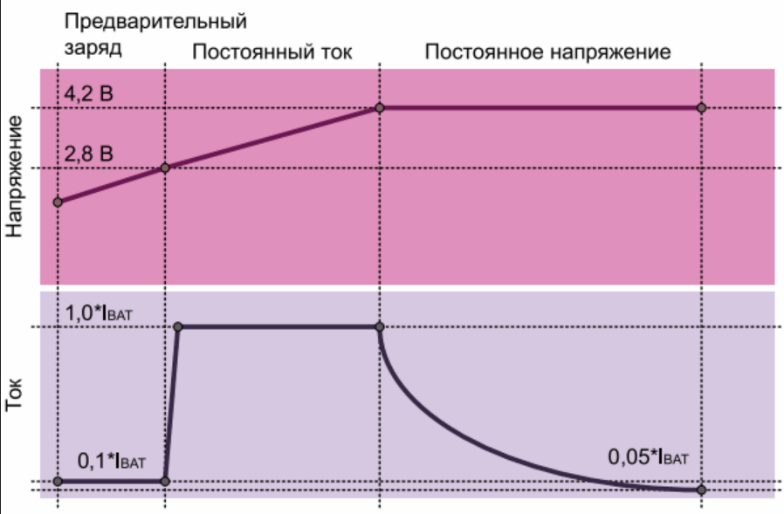 Предварительный
заряд
Постоянный ток
Постоянное напряжение
Напряжение
4,2 В
2,8 В
Ток
1,0*IBAT
0,1*IBAT
0,05*IBAT